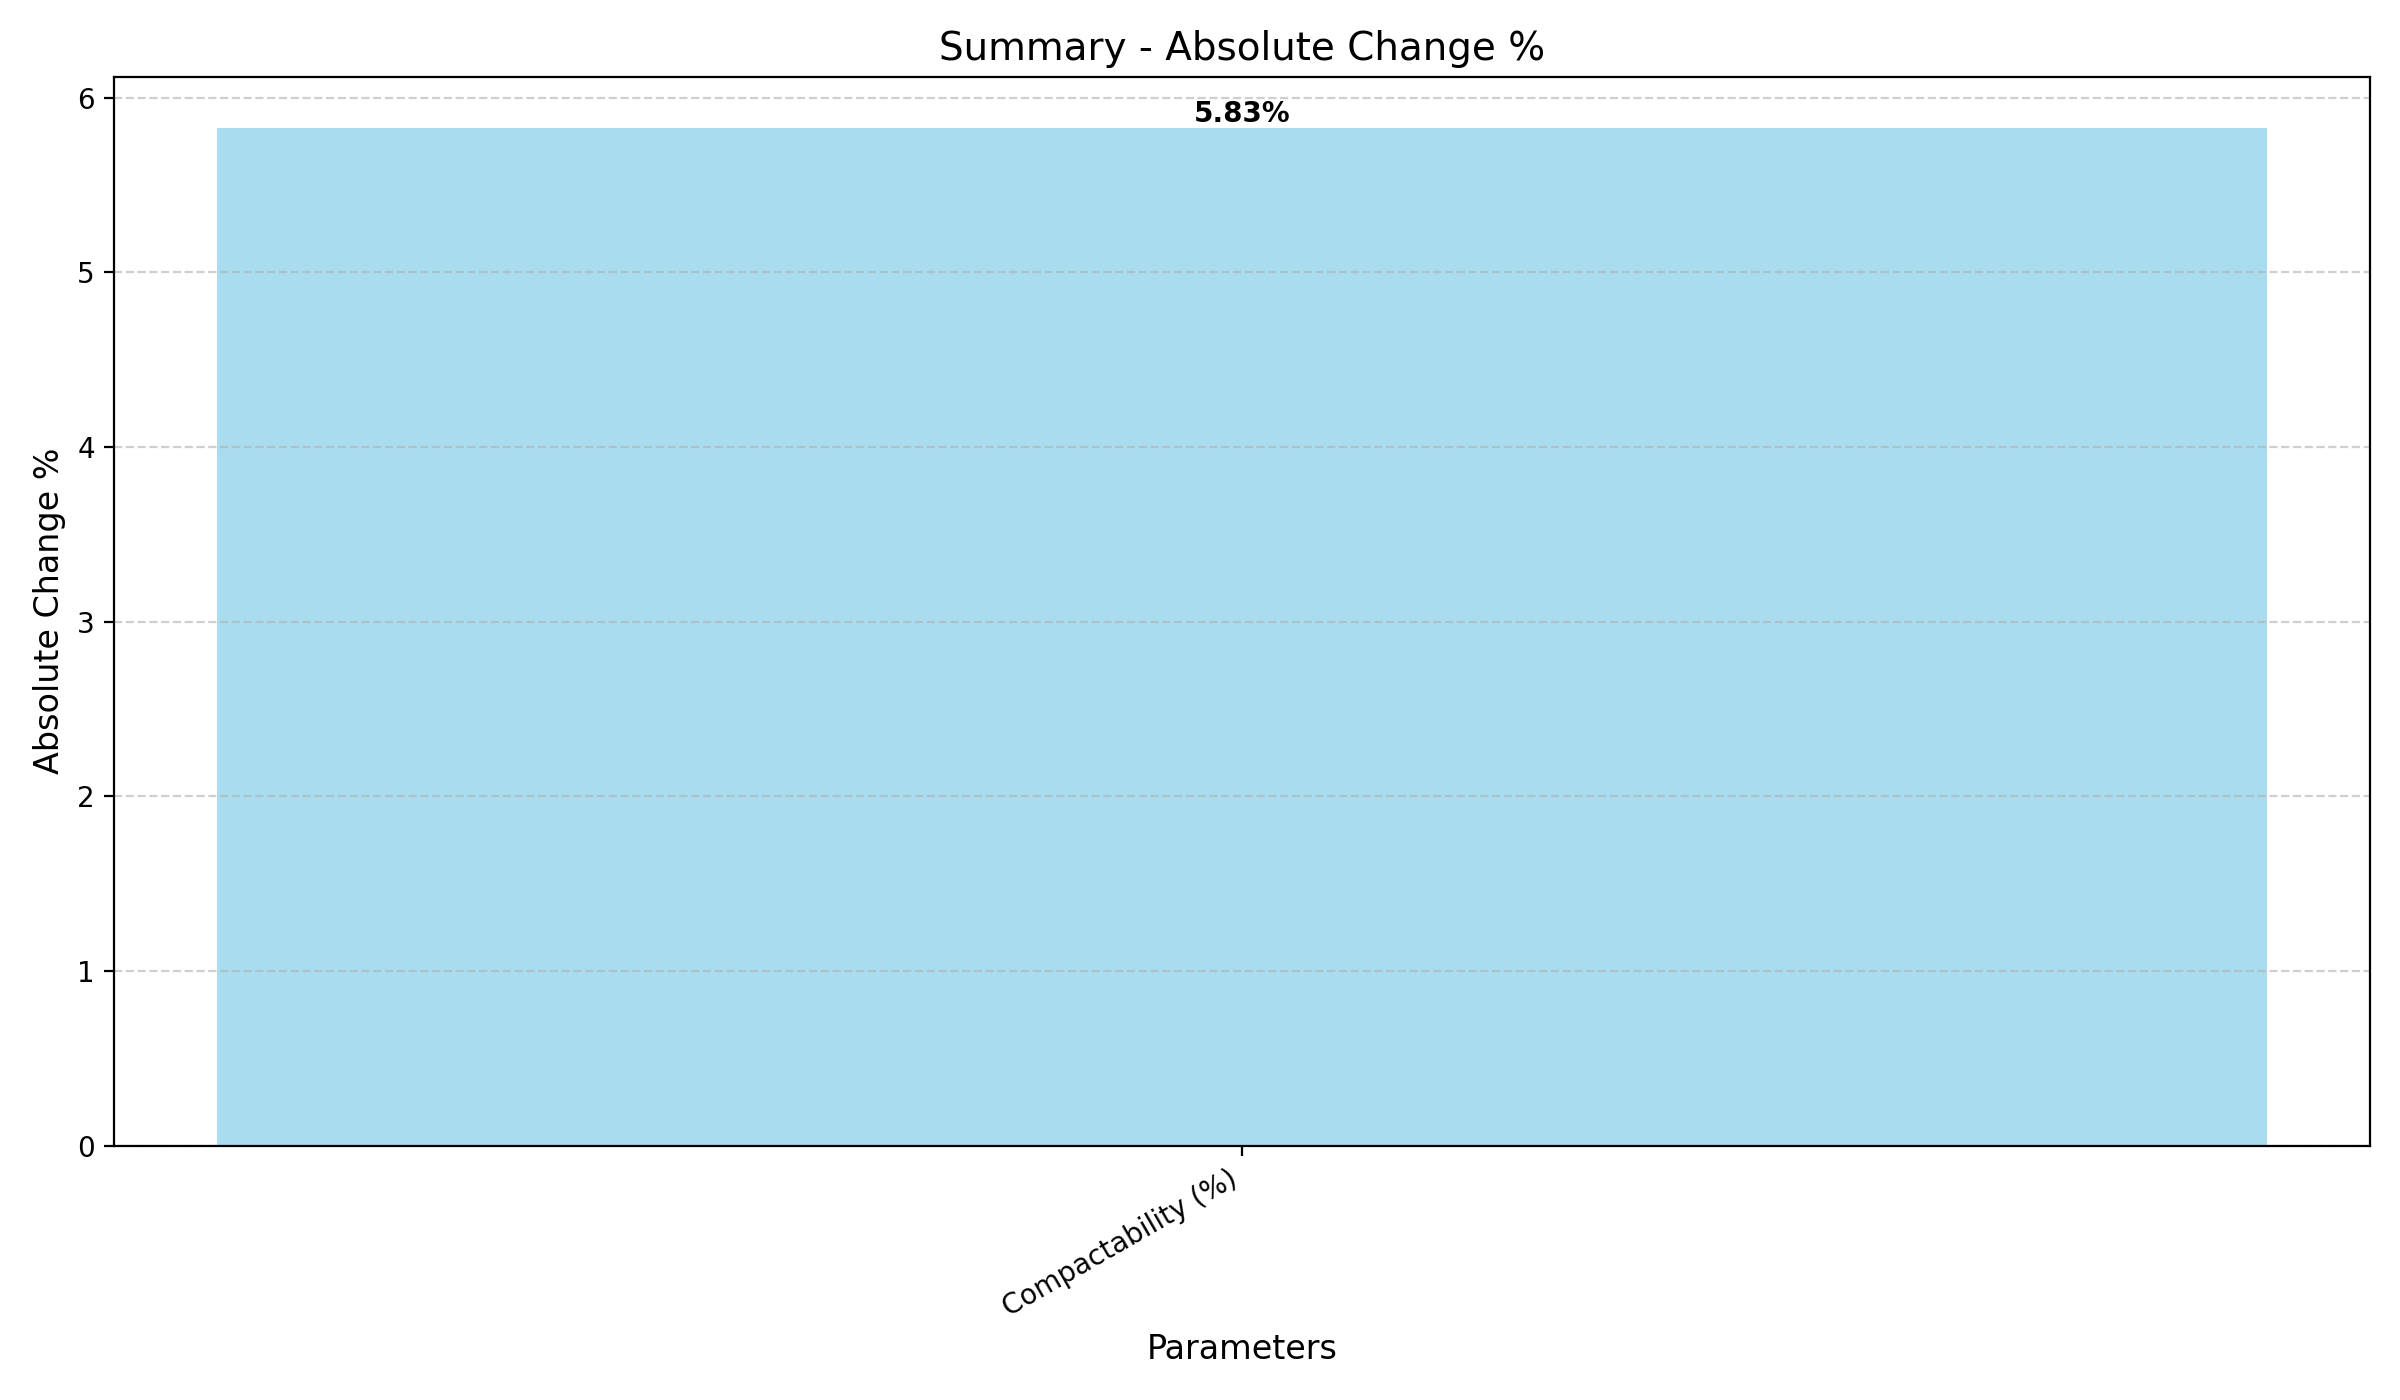 Summary - Absolute Change %
Absolute Change %
6
5
4
3
2
1
0
5.83%
Compactability (%)
Parameters